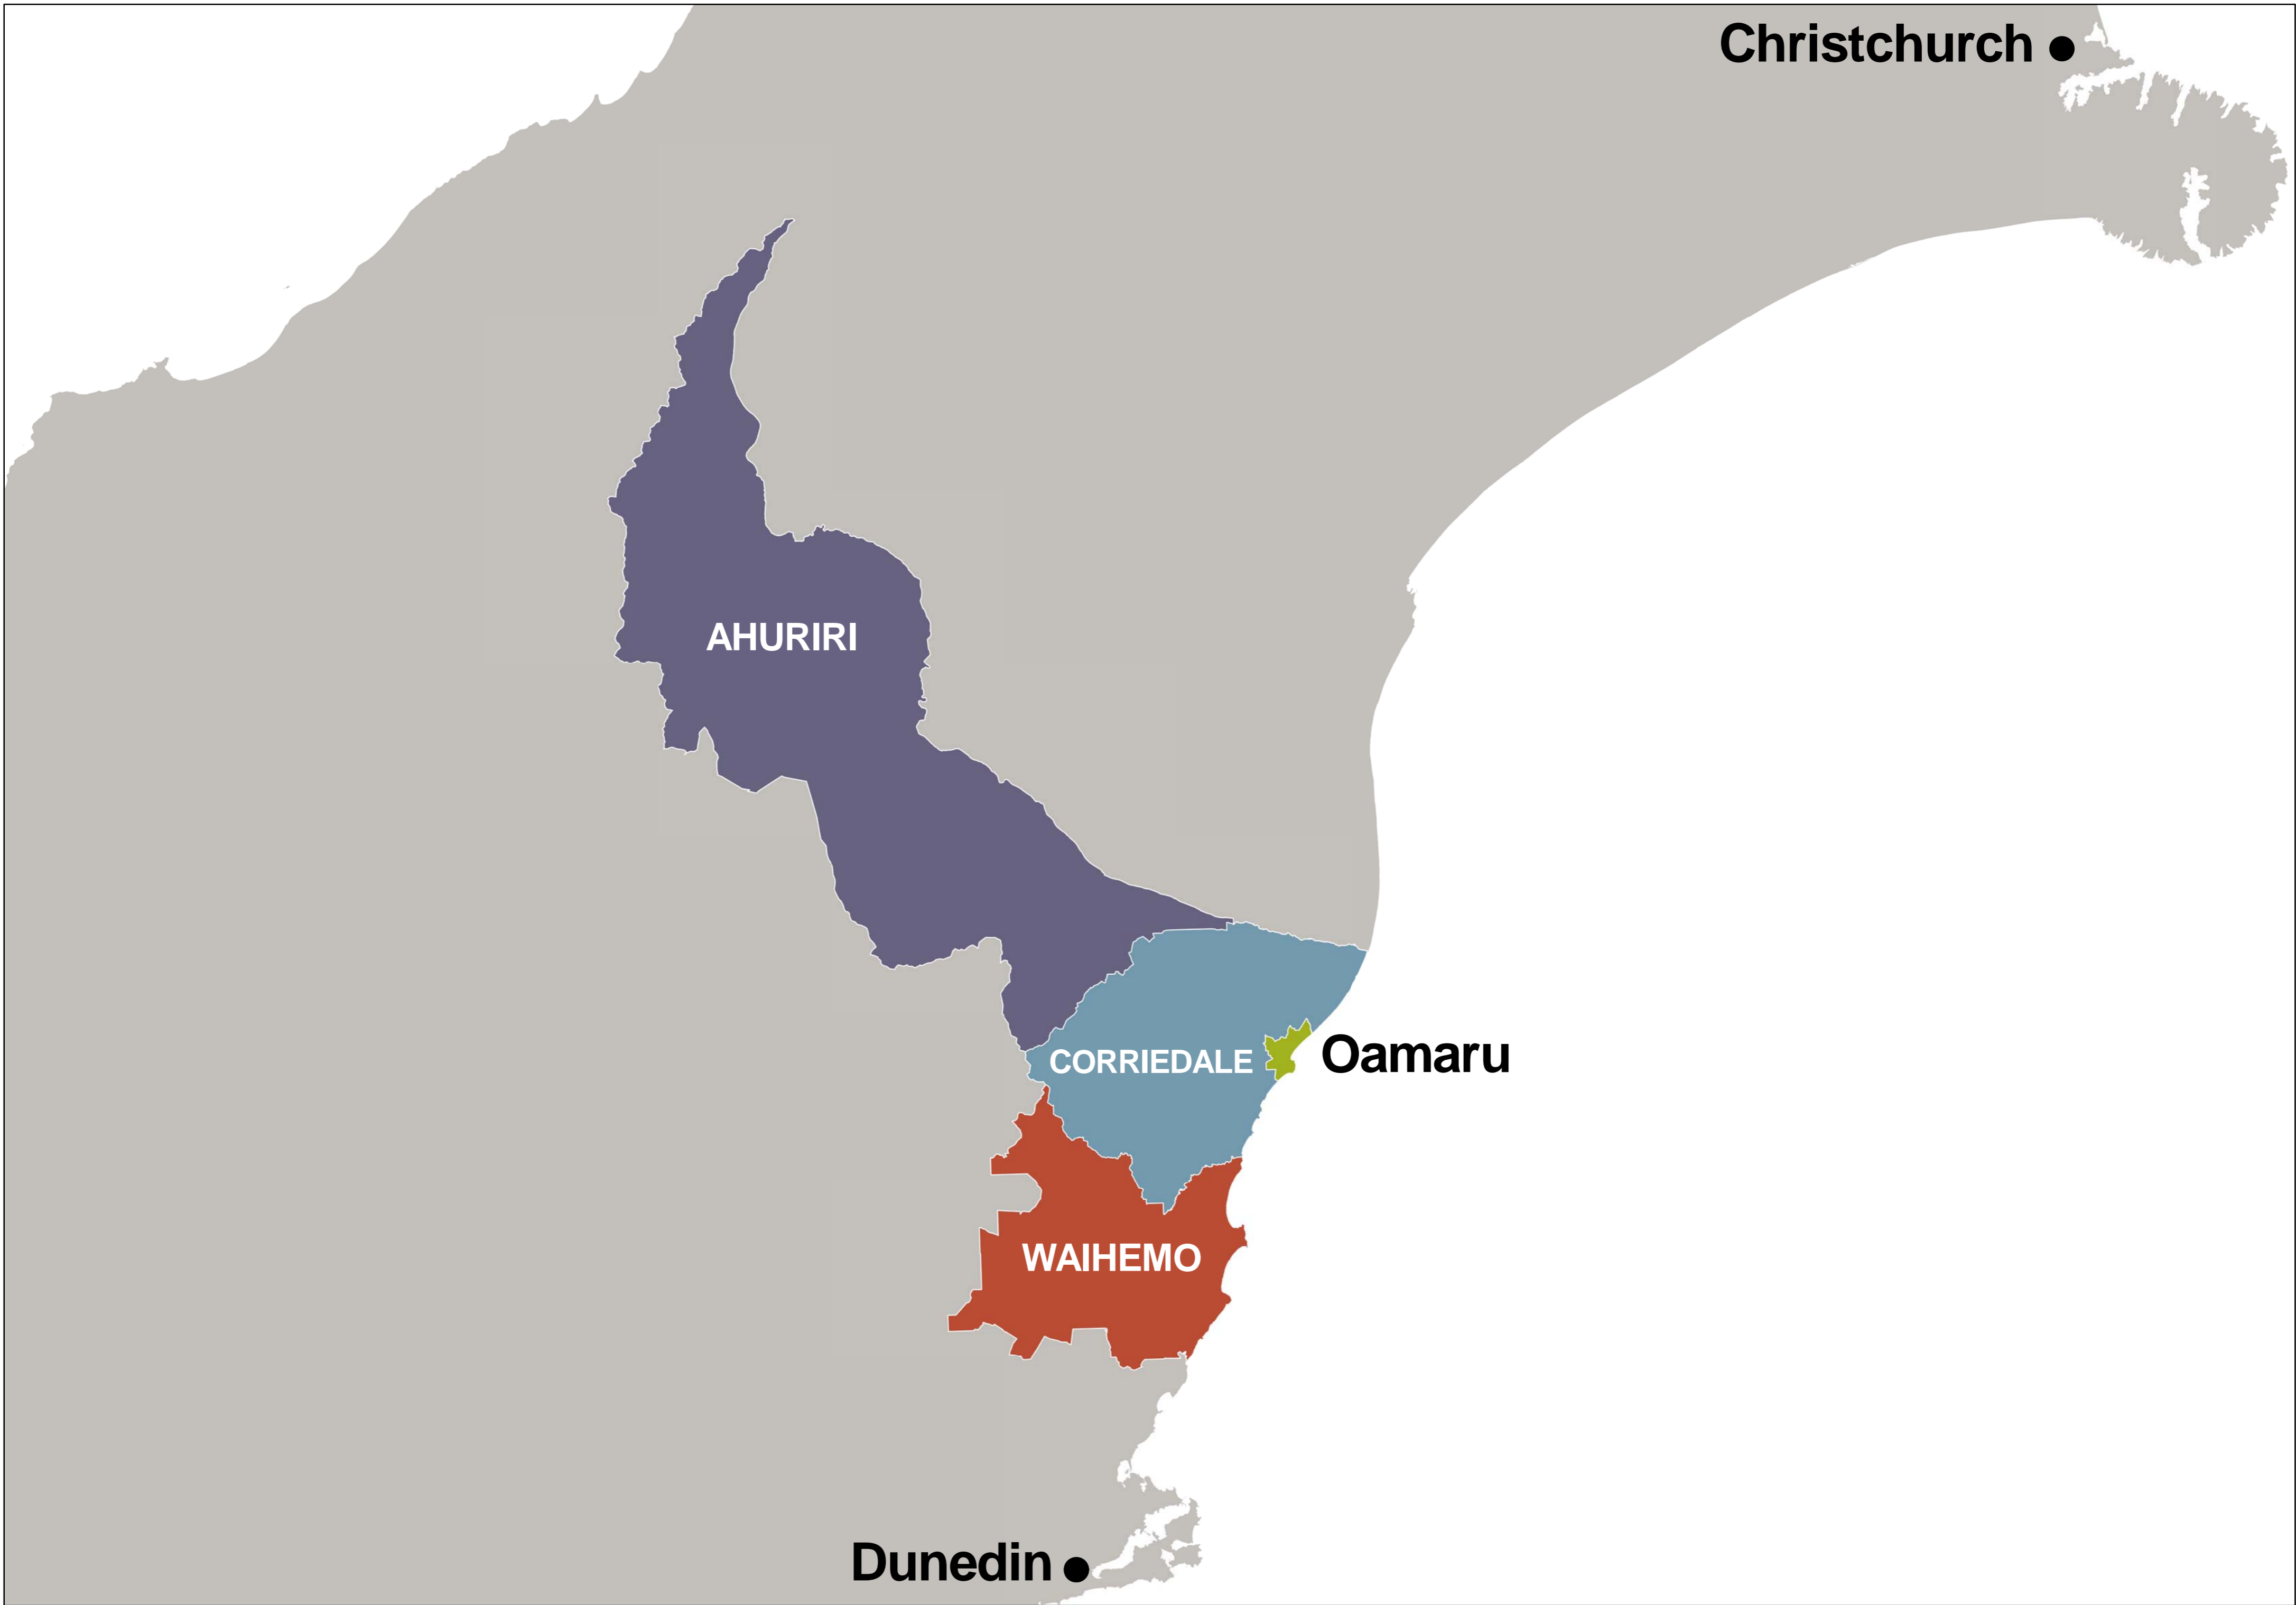 Christchurch
AHURIRI
CORRIEDALE
Oamaru
WAIHEMO
Dunedin